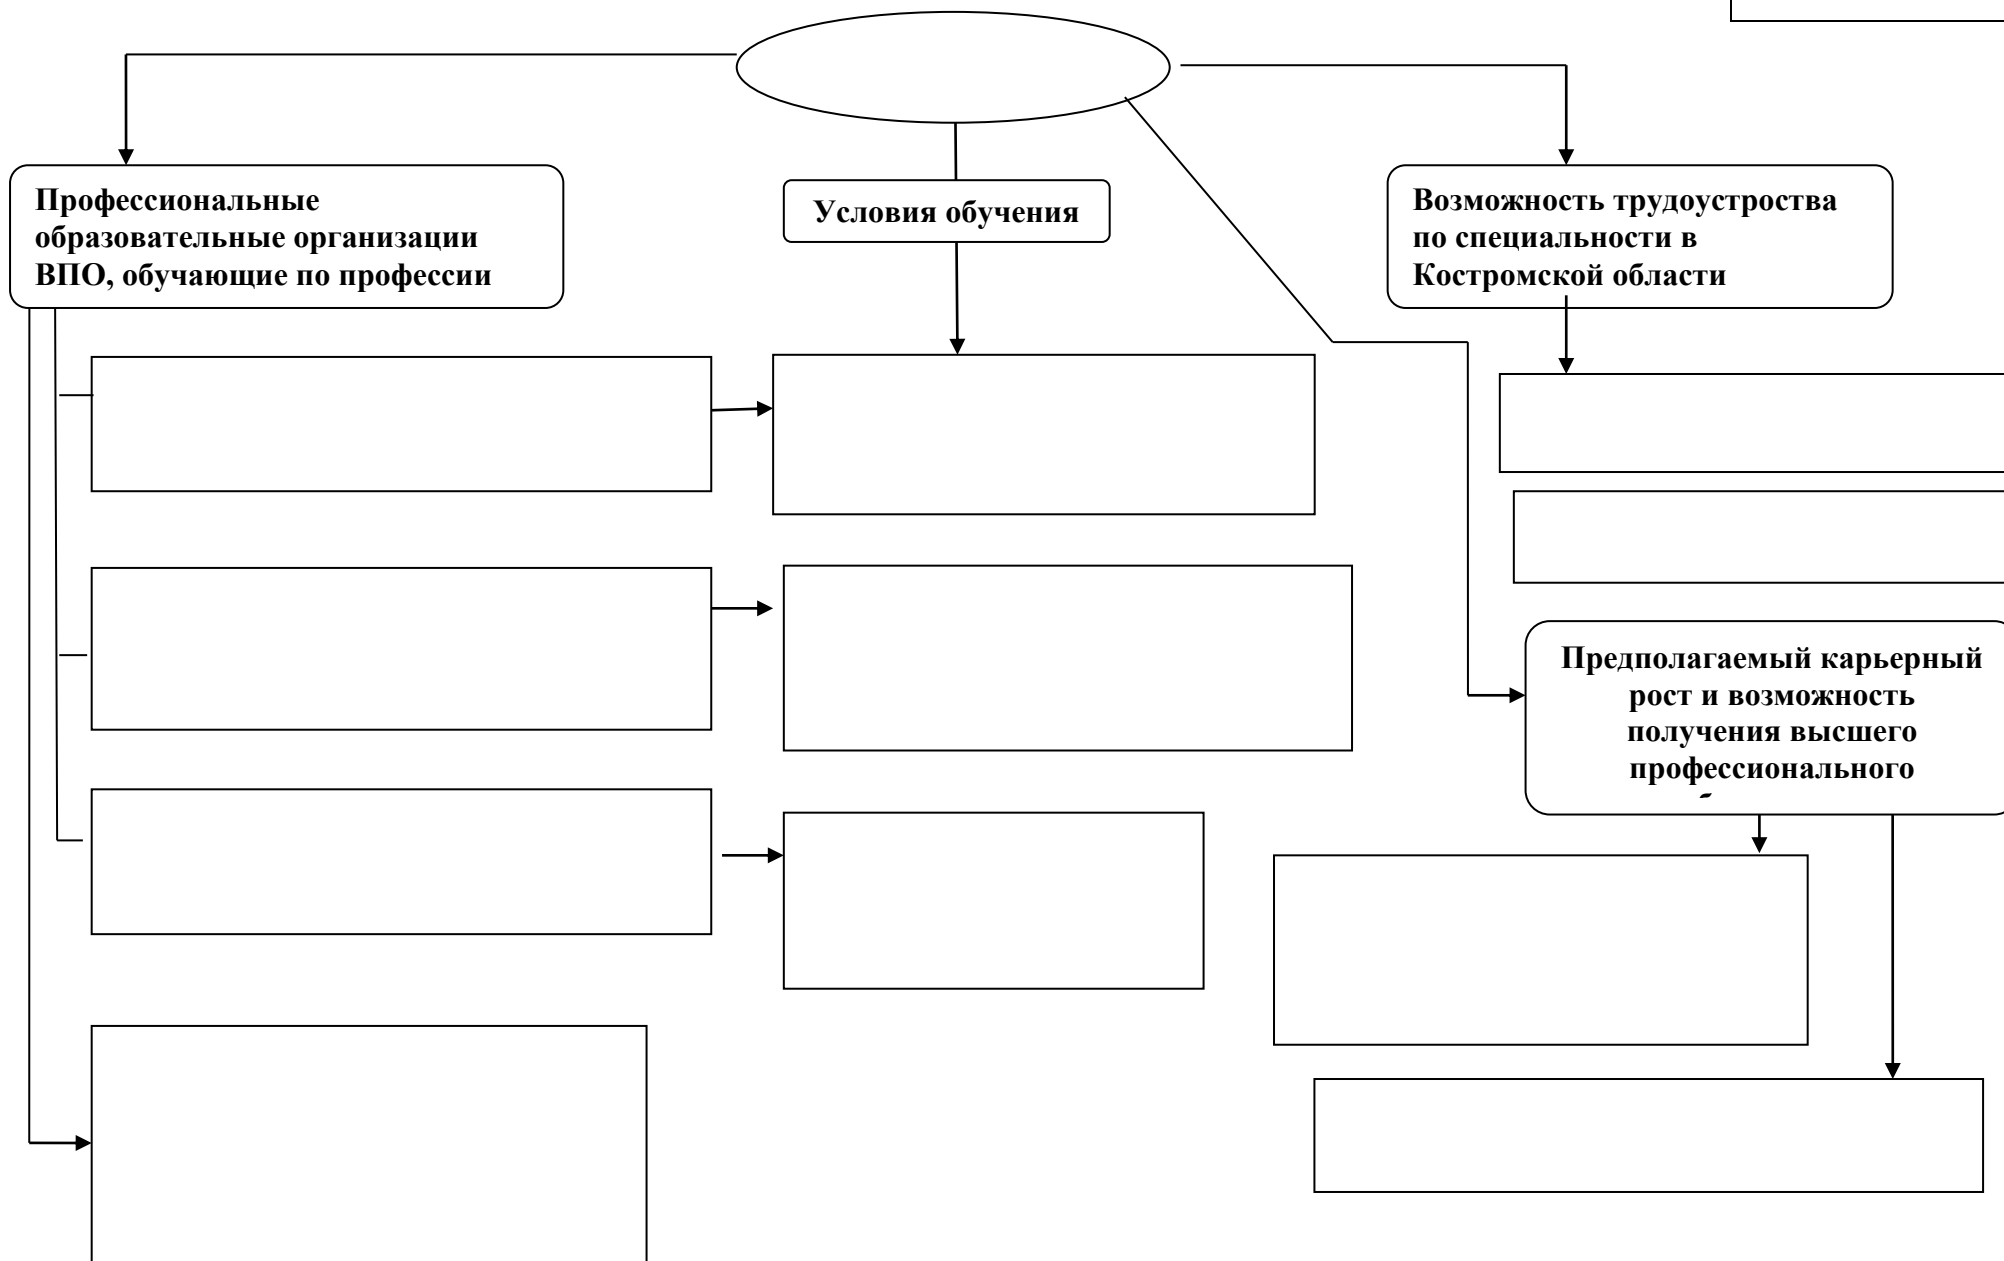 Профессиональные
образовательные организации
ВПО, обучающие по профессии
Условия обучения
Возможность трудоустроства
по специальности в
Костромской области
Предполагаемый карьерный
рост и возможность
получения высшего
профессионального